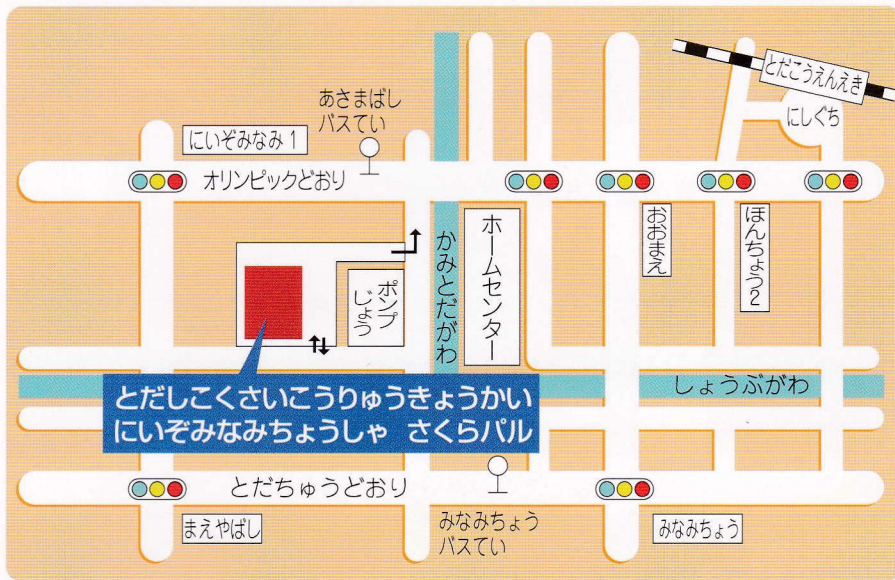 とだこうえんえき
にしぐち
あさまばし
バスてい
にいぞみなみ1
オリンピックどおり
おおまえ
ほんちょう2
かみとだがわ
ホームセンター
ポンプ
じょう
しょうぶがわ
とだしこくさいこうりゅうきょうかい
にいぞみなみちょうしゃ さくらパル
とだちゅうどおり
まえやばし
みなみちょう
バスてい
みなみちょう